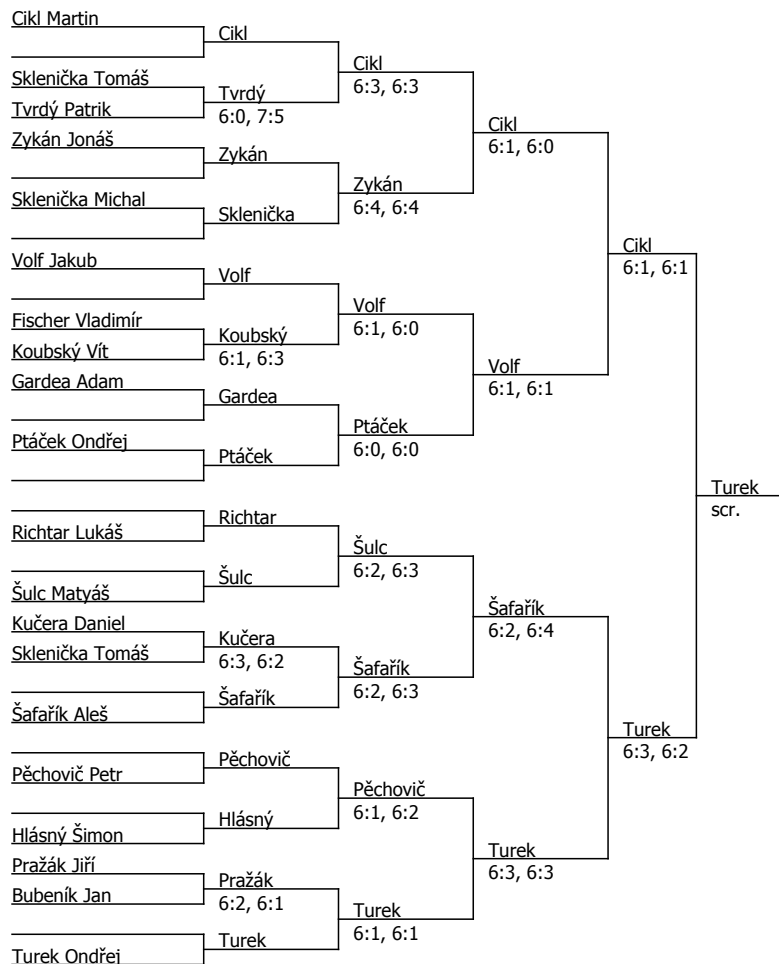 Cikl Martin
Sklenička Tomáš
Tvrdý Patrik
Zykán Jonáš
Sklenička Michal
Volf Jakub
Fischer Vladimír
Koubský Vít
Gardea Adam
Ptáček Ondřej
Richtar Lukáš
Šulc Matyáš
Kučera Daniel
Sklenička Tomáš
Šafařík Aleš
Pěchovič Petr
Hlásný Šimon
Pražák Jiří
Bubeník Jan
Turek Ondřej
Cikl
Tvrdý
6:0, 7:5
Zykán
Sklenička
Volf
Koubský
6:1, 6:3
Gardea
Ptáček
Richtar
Šulc
Kučera
6:3, 6:2
Šafařík
Pěchovič
Hlásný
Pražák
6:2, 6:1
Turek
Cikl
6:3, 6:3
Zykán
6:4, 6:4
Volf
6:1, 6:0
Ptáček
6:0, 6:0
Šulc
6:2, 6:3
Šafařík
6:2, 6:3
Pěchovič
6:1, 6:2
Turek
6:1, 6:1
Cikl
6:1, 6:0
Volf
6:1, 6:1
Šafařík
6:2, 6:4
Turek
6:3, 6:3
Cikl
6:1, 6:1
Turek
6:3, 6:2
Turek
scr.